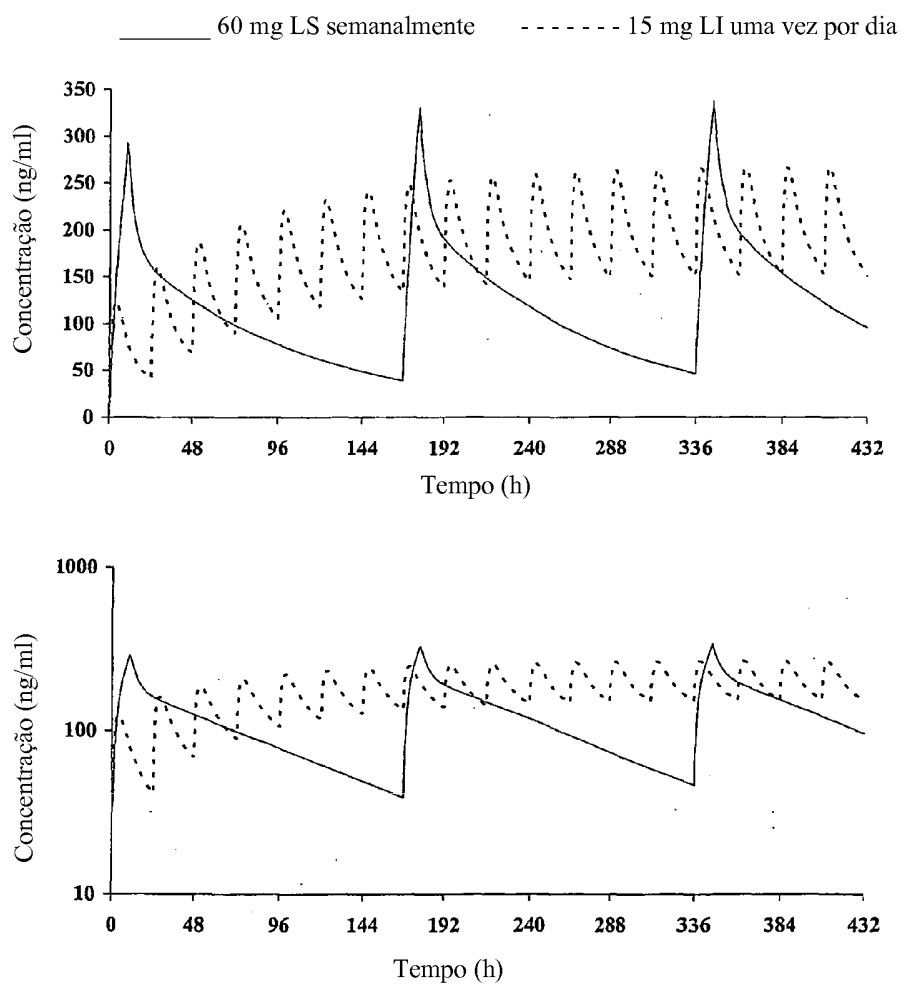 60 mg LS semanalmente 15 mg LI uma vez por dia
350
300
250
200
150
100
50
0
Concentração (ng/ml)
0 48 96 144 192 240 288 336 384 432
Tempo (h)
1000
100
10
Concentração (ng/ml)
0 48 96 144 192 240 288 336 384 432
Tempo (h)